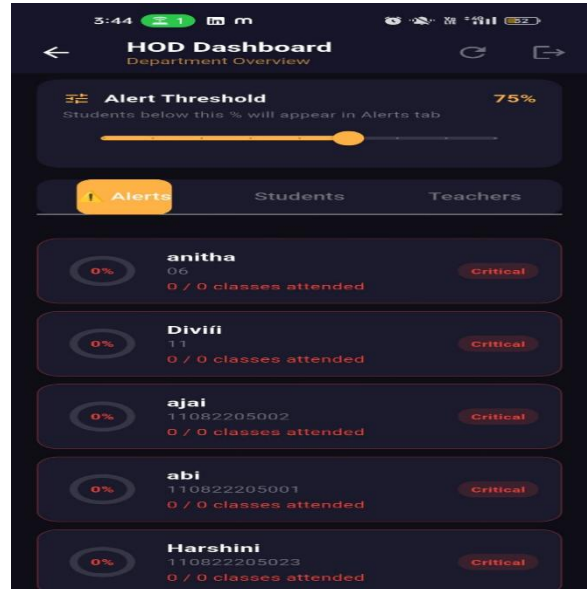 3:44 1 in m 82
HOD Dashboard
Department Overview
Alert Threshold 75%
Students below this % will appear in Alerts tab
Alerts Students Teachers
anitha
0% 06 Critical
0 / 0 classes attended
0% 11 Critical
0 / 0 classes attended
ajai
0% 11082205002 Critical
0 / 0 classes attended
abi
0% 110822205001 Critical
0 / 0 classes attended
Harshini
0% 110822205023 Critical
0 / 0 classes attended